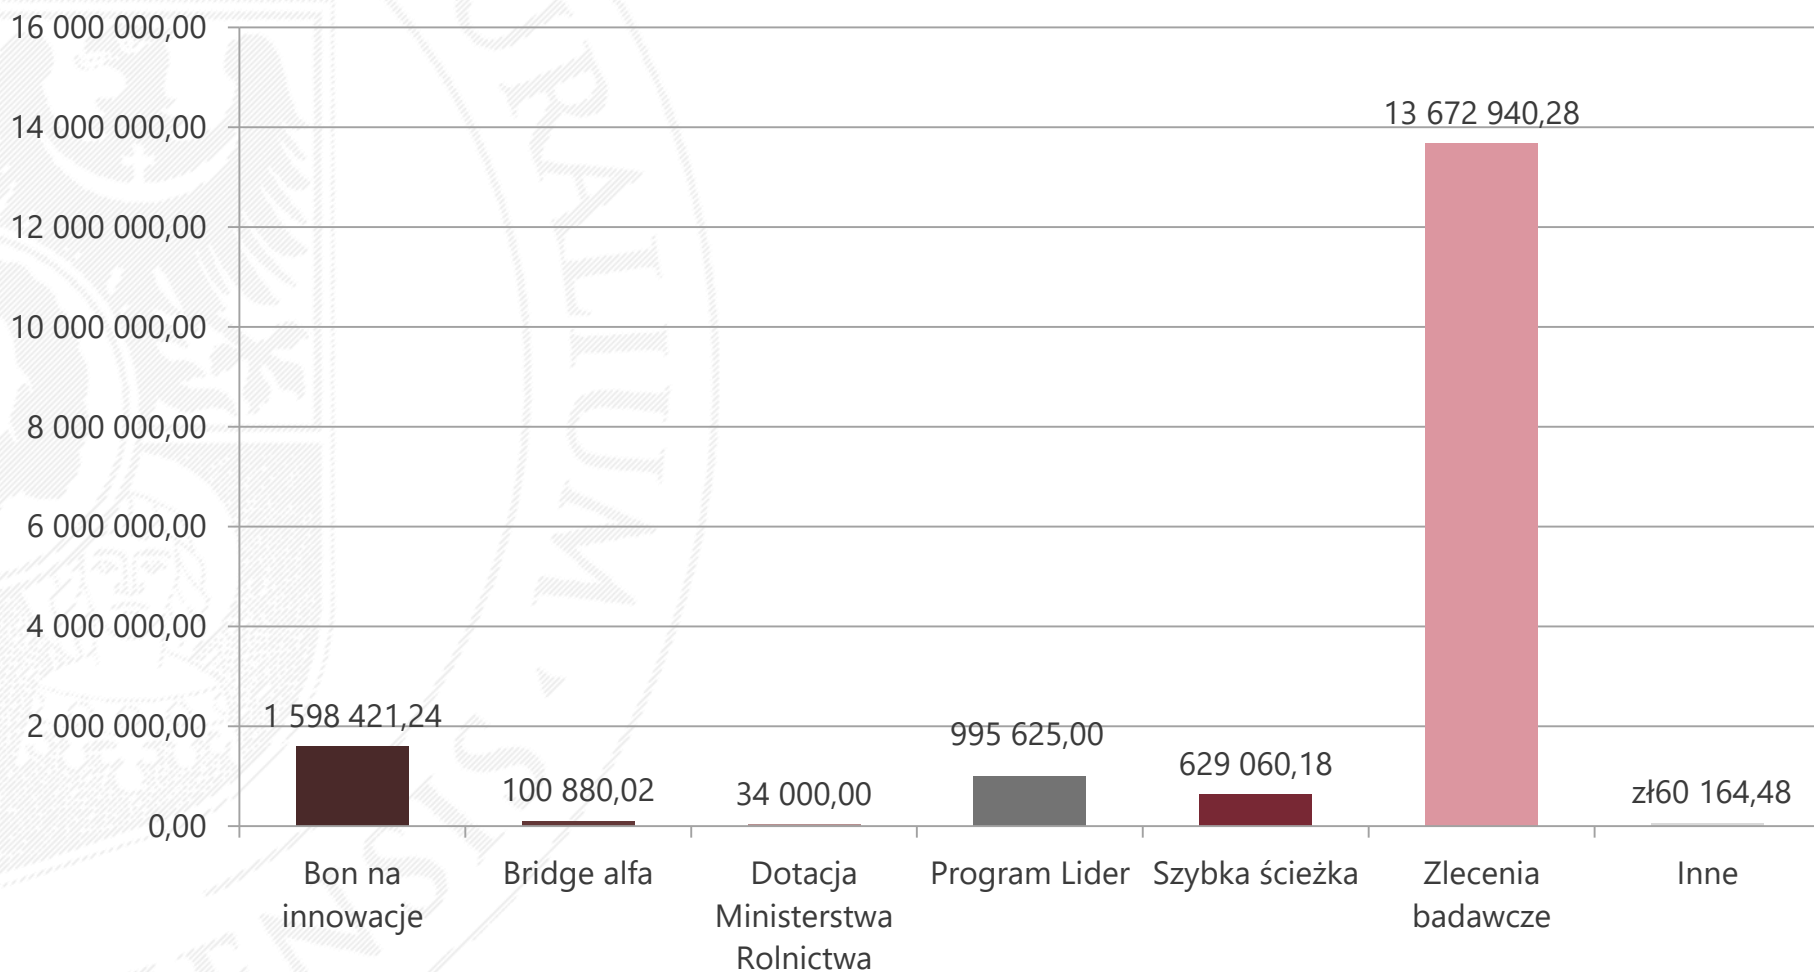 16 000 000,00
14 000 000,00
12 000 000,00
10 000 000,00
8 000 000,00
6 000 000,00
4 000 000,00
2 000 000,00
0,00
1 598 421,24
100 880,02
34 000,00
995 625,00
629 060,18
13 672 940,28
zł60 164,48
Bon na
innowacje
Bridge alfa
Dotacja
Ministerstwa
Rolnictwa
Program Lider
Szybka ścieżka
Zlecenia
badawcze
Inne